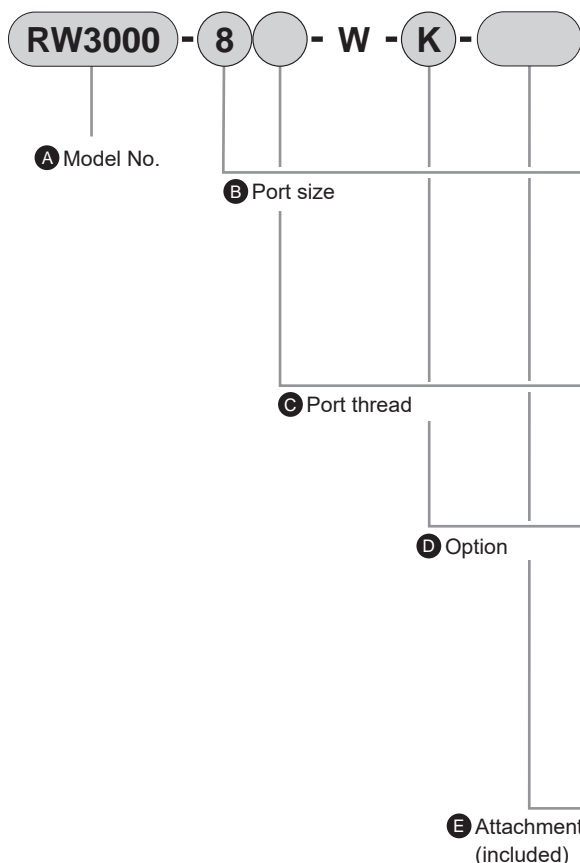 RW3000 - 8 - W - K -
A Model No.
B Port size
C Port thread
D Option
E Attachment
(included)